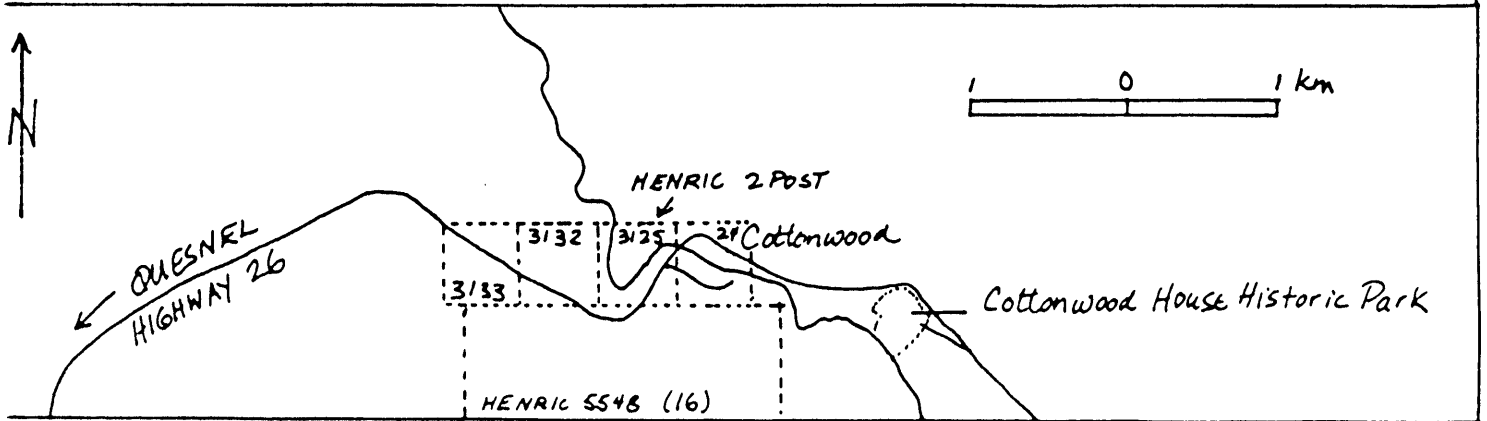 N
1 0 1 km
HENRIC 2 POST
QUESNEL
HIGHWAY 26
3132
3125
Cottonwood
3133
Cottonwood House Historic Park
HENRIC 5548 (16)